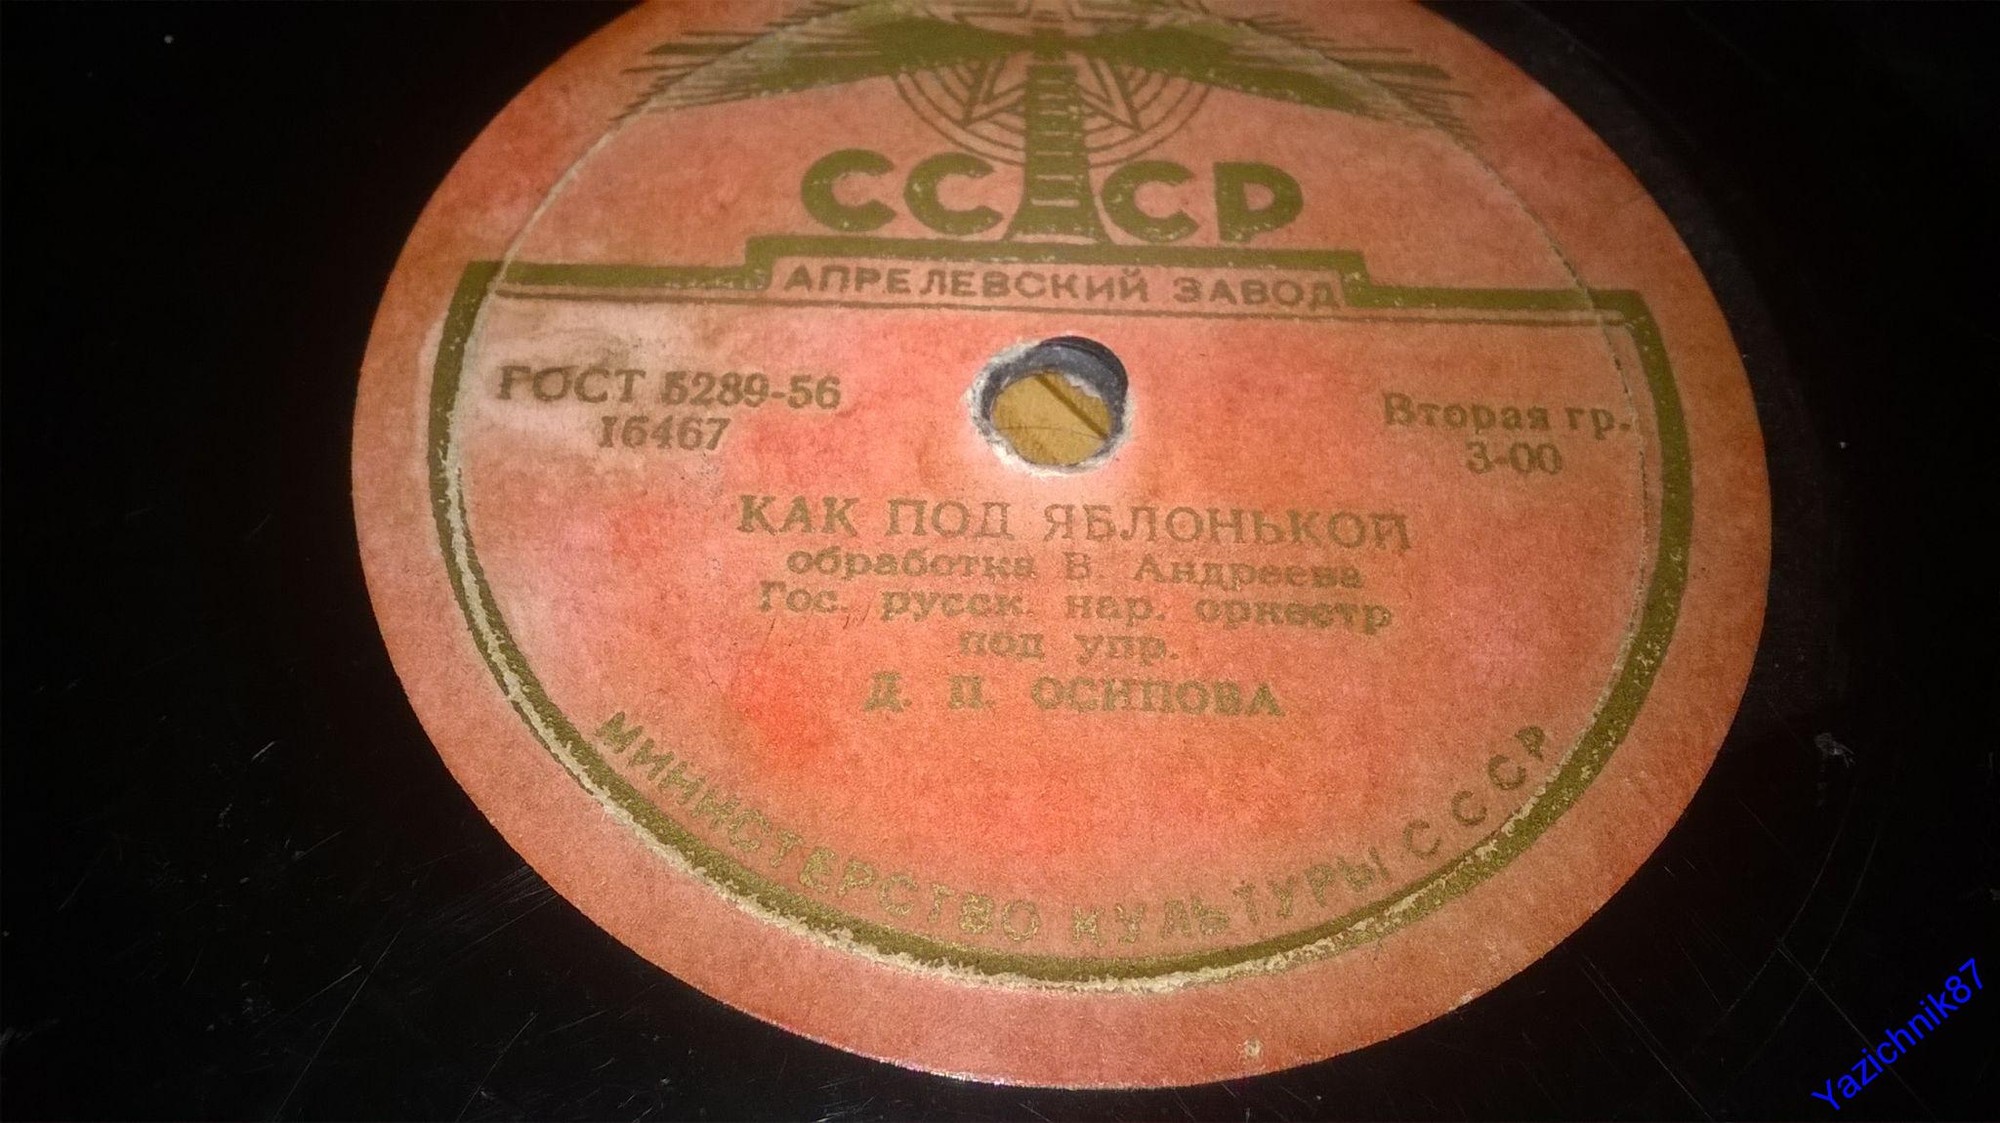 СССР
АПРЕЛЕВСКИЙ ЗАВОД
ГОСТ 5289-56
16467
Вторая гр.
3-00
КАК ПОД ЯБЛОНЬКОЙ
обработка В. Андреева
Гос. русск. нар. оркестр
под упр.
Д. П. ОСИПОВА
МИНИСТЕРСТВО КУЛЬТУРЫ СССР
Yazichnik87